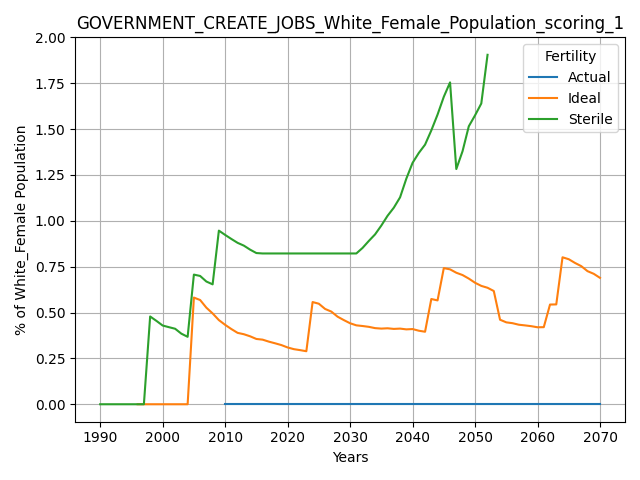 GOVERNMENT_CREATE_JOBS_White_Female_Population_scoring_1
% of White_Female Population
2.00
1.75
1.50
1.25
1.00
0.75
0.50
0.25
0.00
Fertility
Actual
Ideal
Sterile
1990 2000 2010 2020 2030 2040 2050 2060 2070
Years